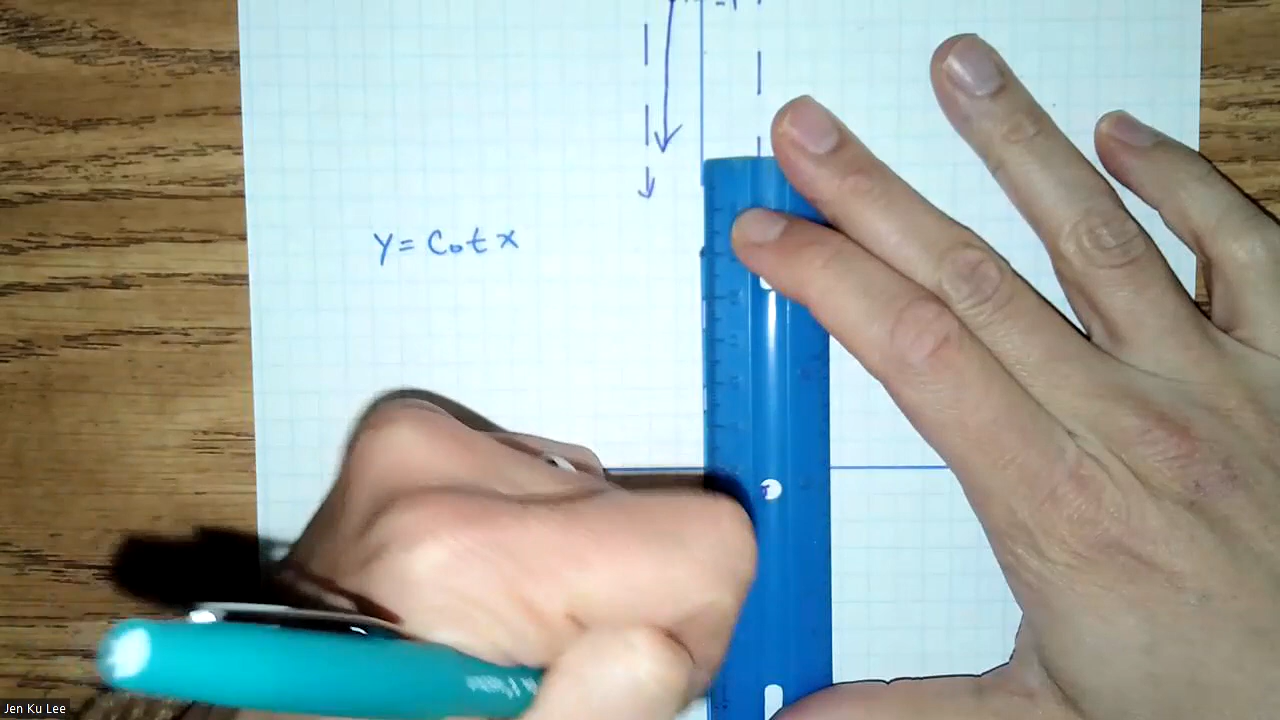 y = cot x
Jen Ku Lee